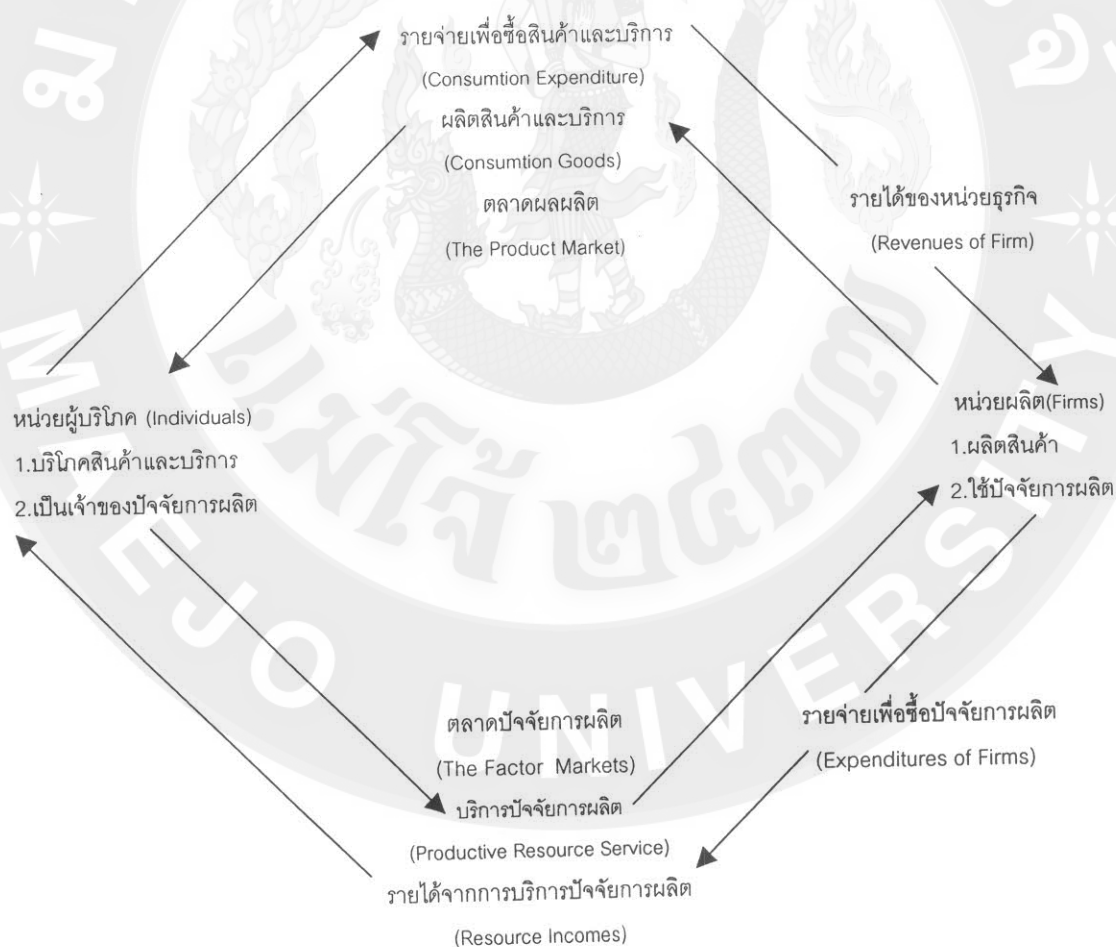 รายจ่ายเพื่อซื้อสินค้าและบริการ
(Consumtion Expenditure)
ผลิตสินค้าและบริการ
(Consumtion Goods)
ตลาดผลผลิต
(The Product Market)
รายได้ของหน่วยธุรกิจ
(Revenues of Firm)
หน่วยผู้บริโภค (Individuals)
1.บริโภคสินค้าและบริการ
2.เป็นเจ้าของปัจจัยการผลิต
หน่วยผลิต(Firms)
1.ผลิตสินค้า
2.ใช้ปัจจัยการผลิต
ตลาดปัจจัยการผลิต
(The Factor Markets)
บริการปัจจัยการผลิต
(Productive Resource Service)
รายได้จากการบริการปัจจัยการผลิต
(Resource Incomes)
รายจ่ายเพื่อซื้อปัจจัยการผลิต
(Expenditures of Firms)
แม่โจ้ ๒๔๗๗
MAEJO UNIVERSITY